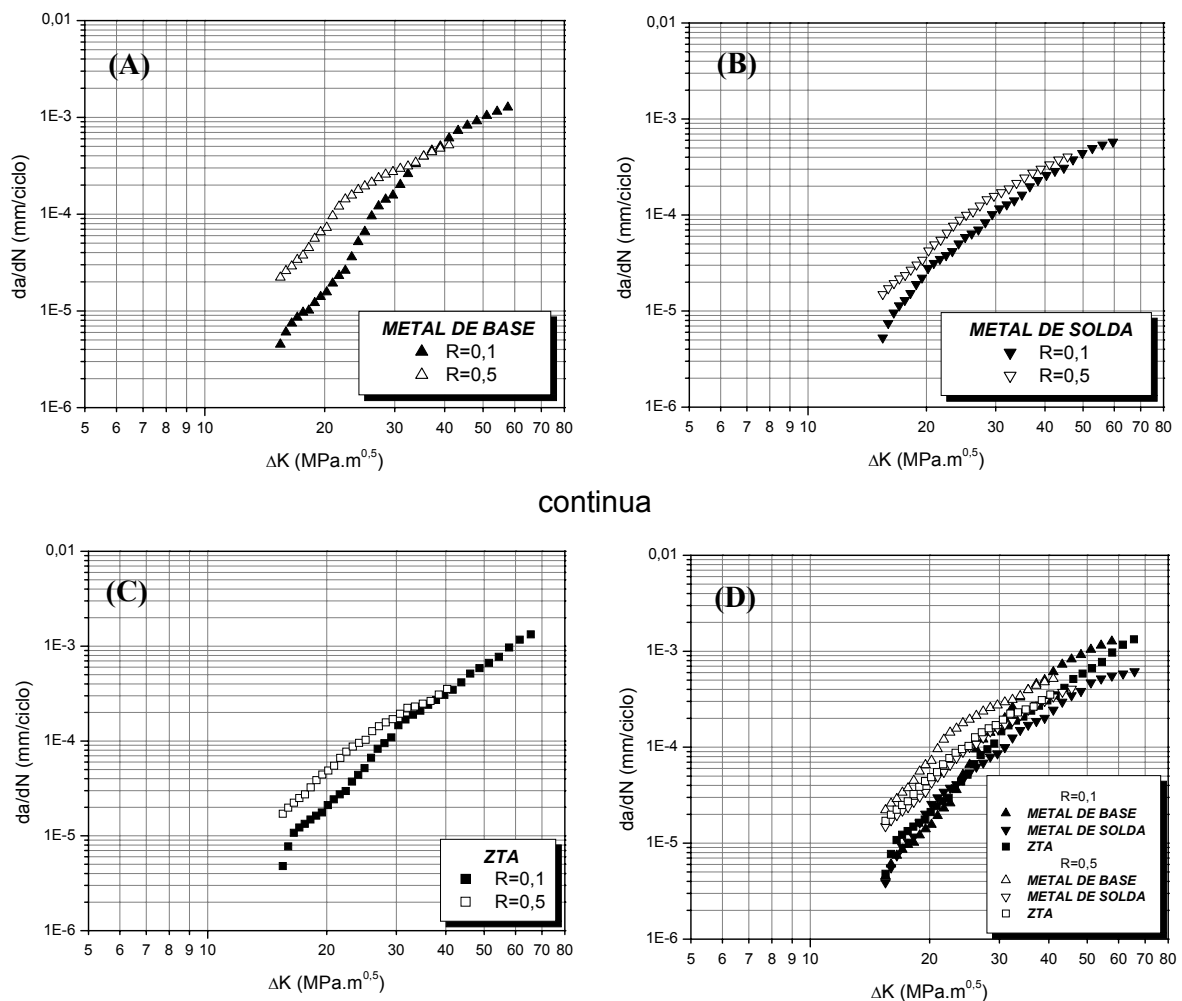 (A)
0,01
1E-3
1E-4
1E-5
1E-6
da/dN (mm/ciclo)
METAL DE BASE
R=0,1
R=0,5
5 6 7 8 9 10 20 30 40 50 60 70 80
ΔK (MPa.m^0,5)
(B)
0,01
1E-3
1E-4
1E-5
1E-6
da/dN (mm/ciclo)
METAL DE SOLDA
R=0,1
R=0,5
5 6 7 8 9 10 20 30 40 50 60 70 80
ΔK (MPa.m^0,5)
continua
(C)
0,01
1E-3
1E-4
1E-5
1E-6
da/dN (mm/ciclo)
ZTA
R=0,1
R=0,5
5 6 7 8 9 10 20 30 40 50 60 70 80
ΔK (MPa.m^0,5)
(D)
0,01
1E-3
1E-4
1E-5
1E-6
da/dN (mm/ciclo)
R=0,1
METAL DE BASE
METAL DE SOLDA
ZTA
R=0,5
METAL DE BASE
METAL DE SOLDA
ZTA
5 6 7 8 9 10 20 30 40 50 60 70 80
ΔK (MPa.m^0,5)